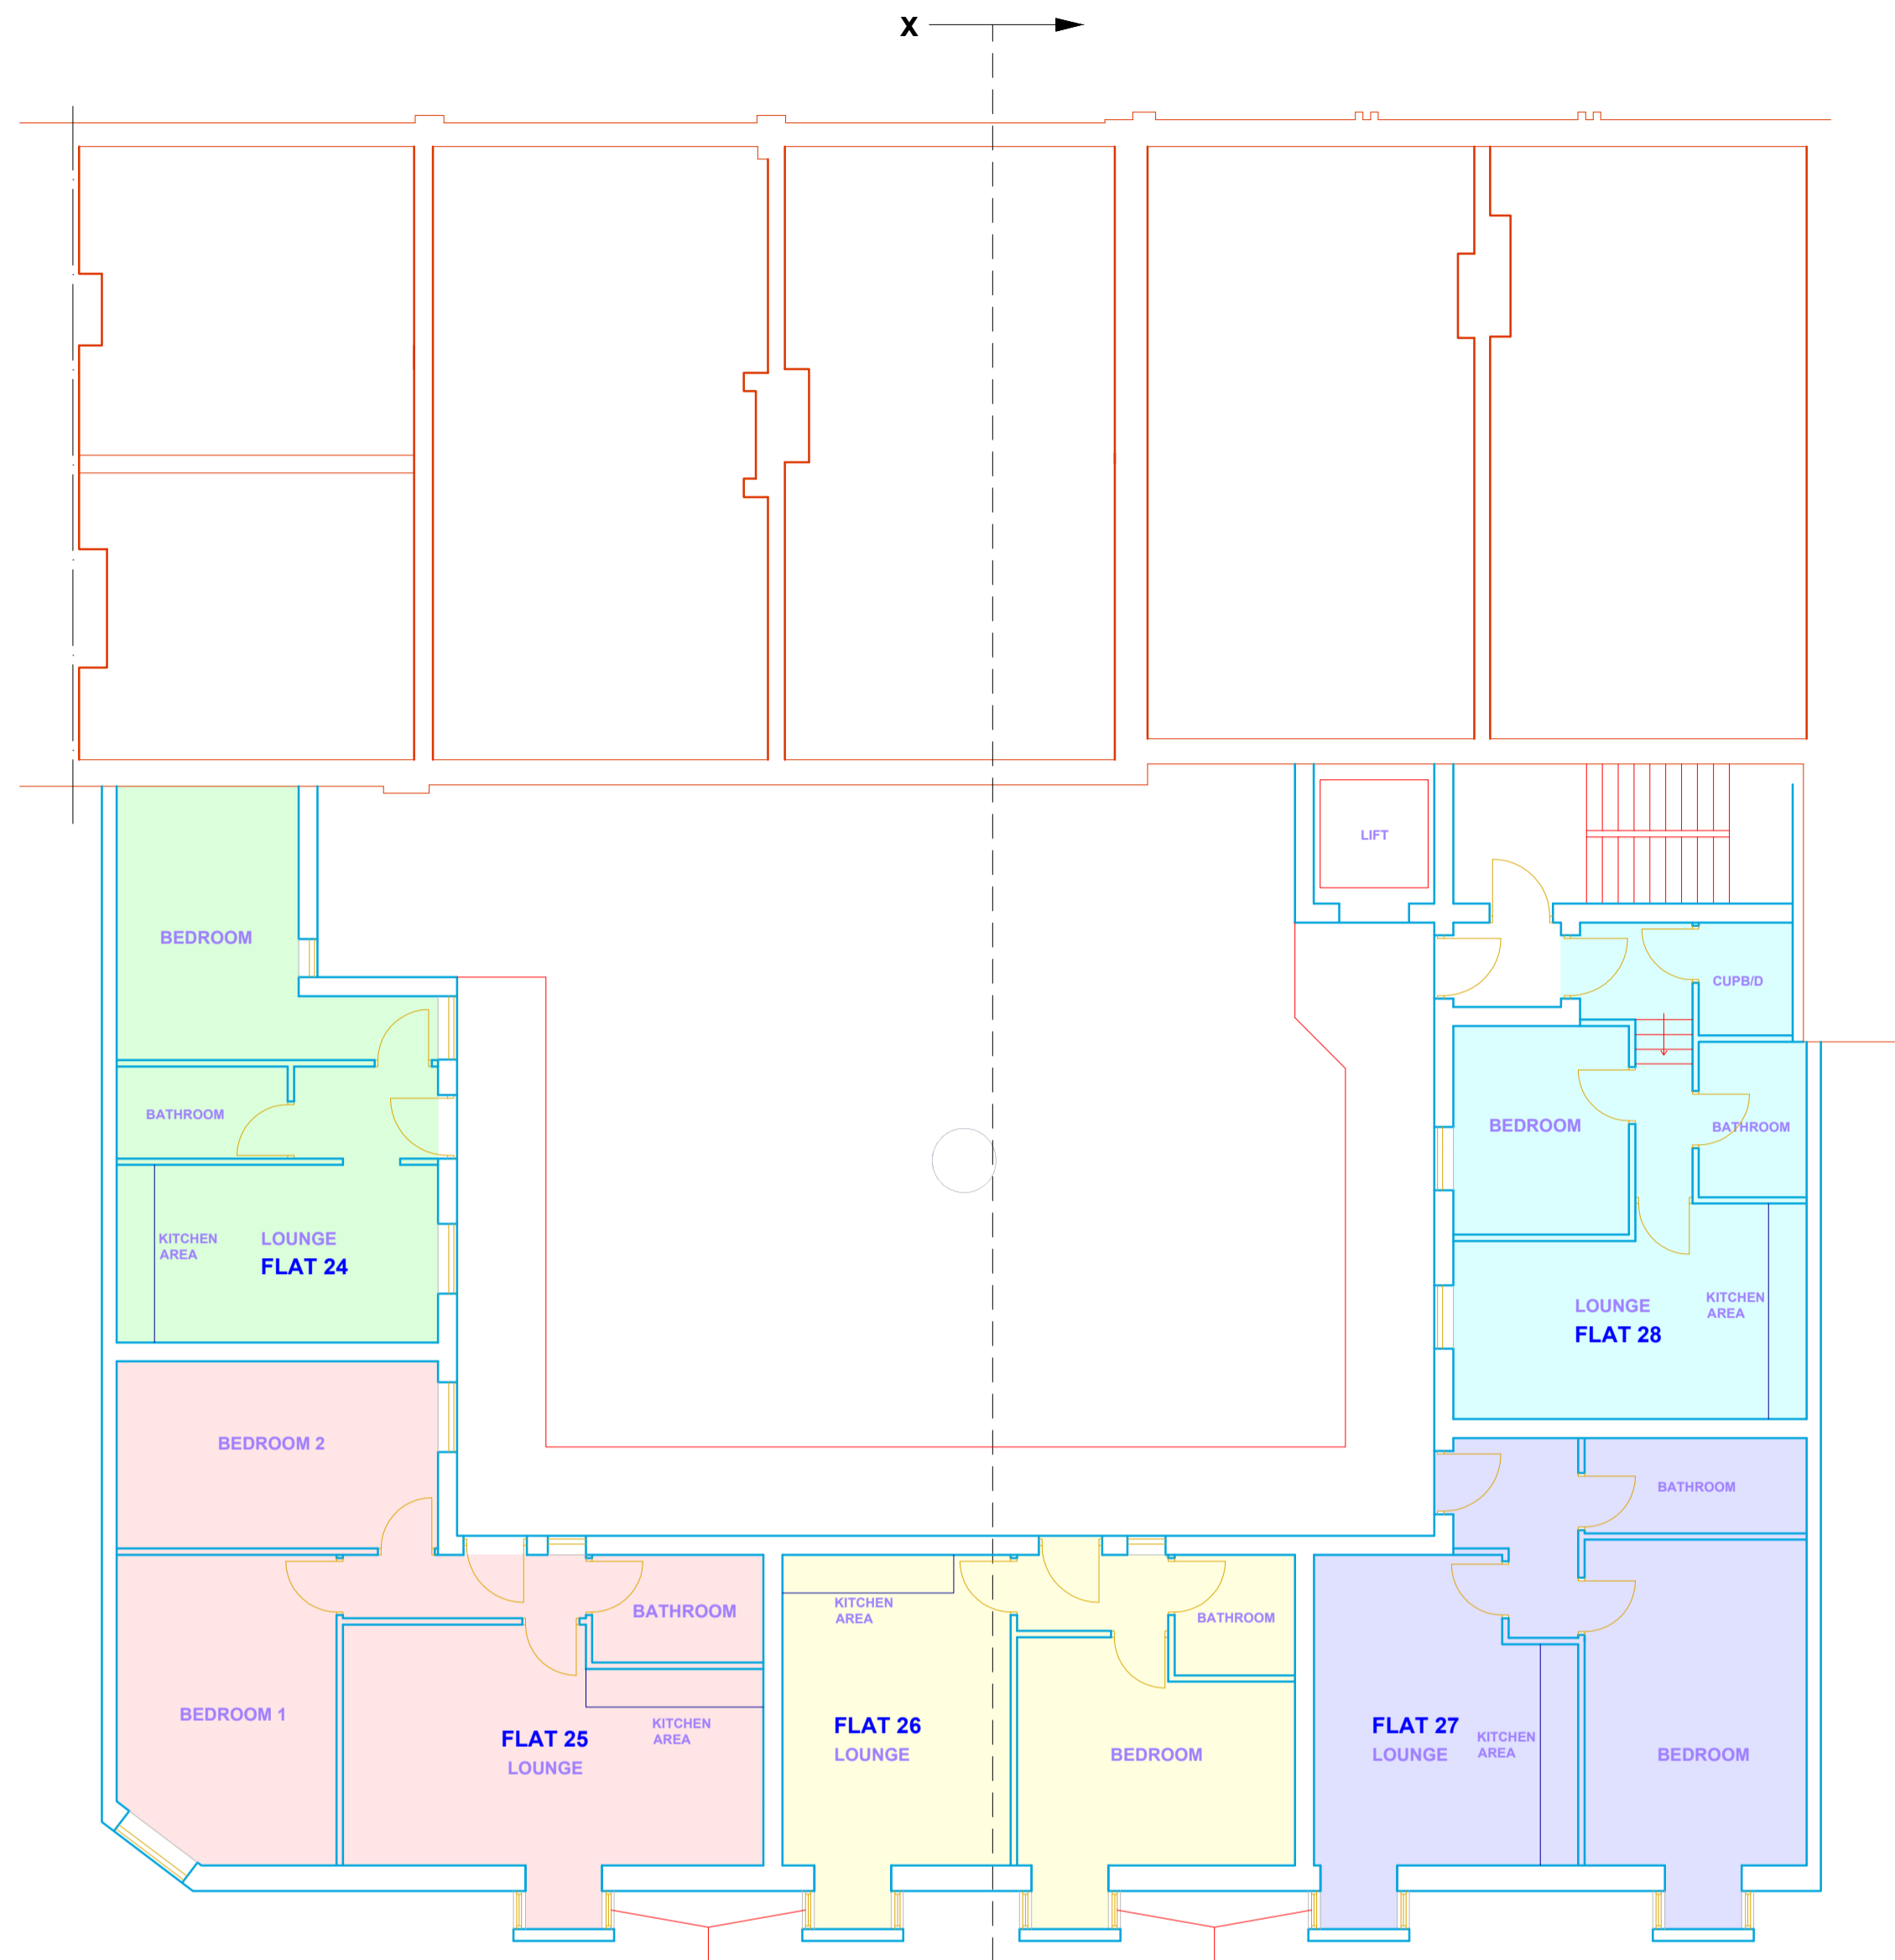 X
LIFT
BEDROOM
CUPB/D
BATHROOM
BEDROOM
BATHROOM
KITCHEN
AREA
LOUNGE
FLAT 24
KITCHEN
AREA
LOUNGE
FLAT 28
BEDROOM 2
BATHROOM
BATHROOM
KITCHEN
AREA
BATHROOM
BEDROOM 1
FLAT 25
LOUNGE
KITCHEN
AREA
FLAT 26
LOUNGE
BEDROOM
FLAT 27
LOUNGE
KITCHEN
AREA
BEDROOM